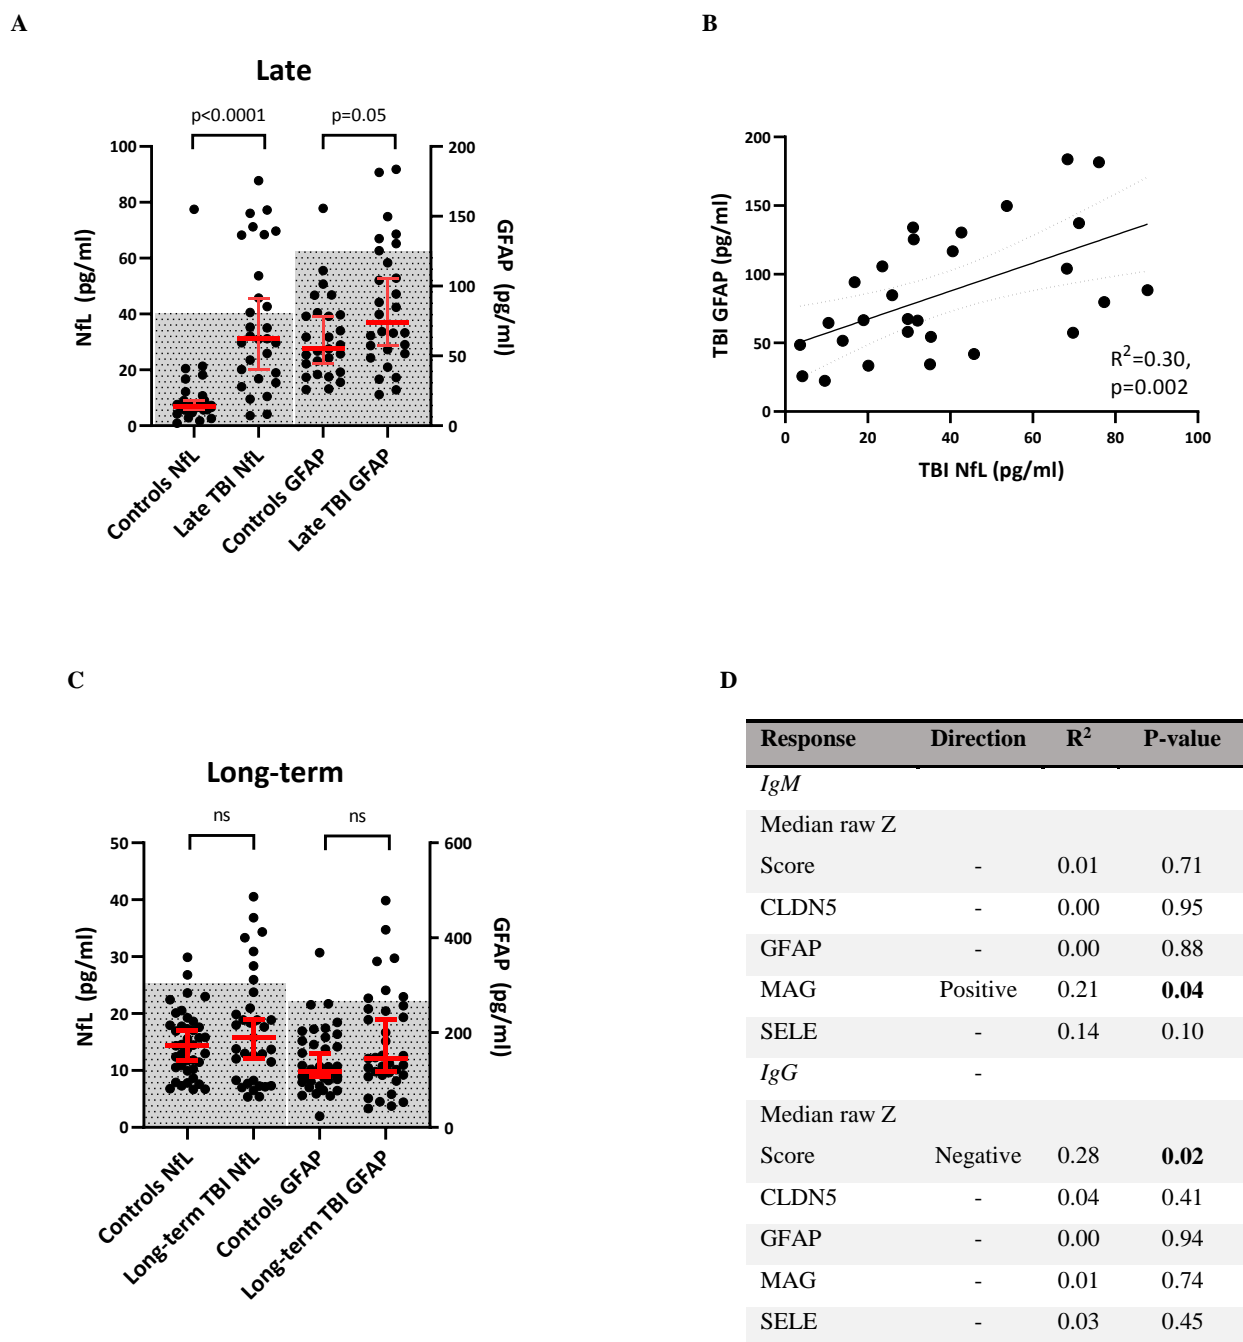 A
Late
p<0.0001 p=0.05
100 200
80
150
60
100
40
50
20
0 0
NfL (pg/ml)
GFAP (pg/ml)
Controls NfL
Late TBI NfL
Controls GFAP
Late TBI GFAP
B
200
150
100
50
0
TBI GFAP (pg/ml)
R2=0.30,
p=0.002
0 20 40 60 80 100
TBI NfL (pg/ml)
C
Long-term
ns ns
50 600
40
400
30
20
200
10
0 0
NfL (pg/ml)
GFAP (pg/ml)
Controls NfL
Long-term TBI NfL
Controls GFAP
Long-term TBI GFAP
D
Response Direction R2 P-value
IgM
Median raw Z
Score - 0.01 0.71
CLDN5 - 0.00 0.95
GFAP - 0.00 0.88
MAG Positive 0.21 0.04
SELE - 0.14 0.10
IgG -
Median raw Z
Score Negative 0.28 0.02
CLDN5 - 0.04 0.41
GFAP - 0.00 0.94
MAG - 0.01 0.74
SELE - 0.03 0.45